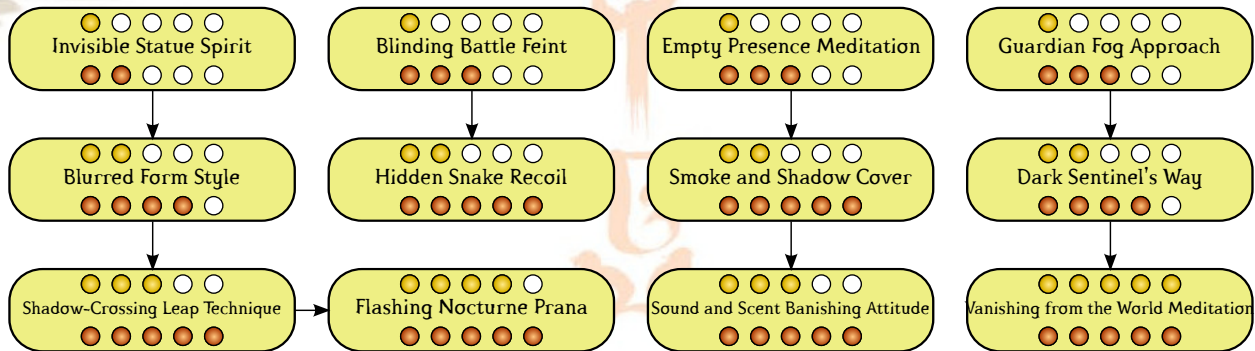 Invisible Statue Spirit
Blinding Battle Feint
Empty Presence Meditation
Guardian Fog Approach
Blurred Form Style
Hidden Snake Recoil
Smoke and Shadow Cover
Dark Sentinel's Way
Shadow-Crossing Leap Technique
Flashing Nocturne Prana
Sound and Scent Banishing Attitude
Vanishing from the World Meditation